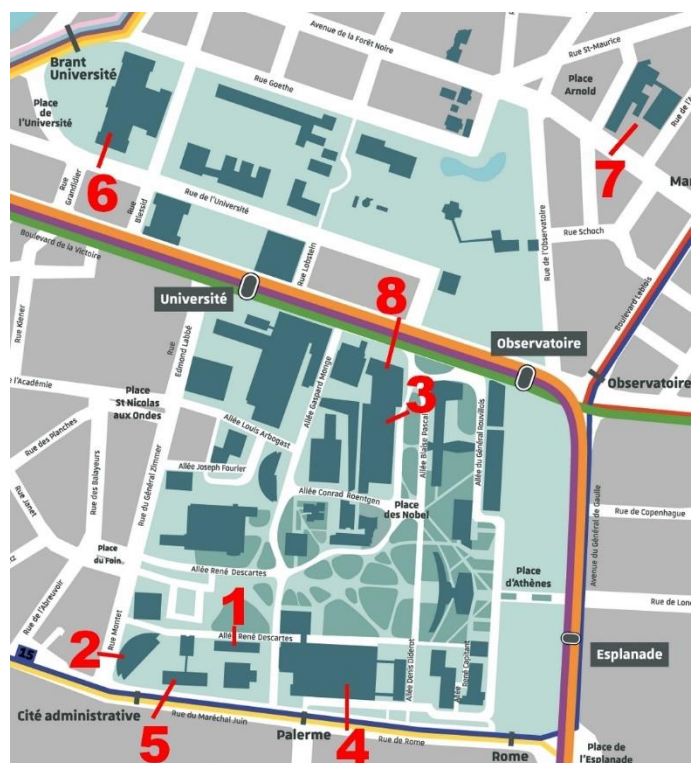 Avenue de la Forêt Noire
Rue St-Maurice
Brant
Université
Rue Goethe
Place
Arnold
Place
de
l'Université
6
7
Rue Grandidier
Rue Blessid
Rue de l'Université
Rue de l'Observatoire
Rue Schoch
Boulevard de la Victoire
Rue Lobstein
Boulevard Leblois
Université
8
Observatoire
Rue Kiener
Rue
Edmond Labbé
Observatoire
Allée Gaspard Monge
3
Place
St Nicolas
aux Ondes
Allée Blaise Pascal
Allée du Général Rouvillois
Allée Louis Arbogast
Rue des Planches
Rue des Balayeurs
Rue du Général Zimmer
Allée Joseph Fourier
Allée Conrad Roentgen
Place
des Nobel
Rue de Copenhague
Avenue du Général de Gaulle
Rue Janet
Place
du Foin
Allée René Descartes
Place
d'Athènes
Rue de l'Abreuvoir
1
Rue Montet
Allée René Descartes
2
15
Allée Denis Diderot
Allée
René Capitant
Esplanade
Cité administrative
Rue du Maréchal Juin
5
Palerme
4
Rue de Rome
Rome
Place de
l'Esplanade